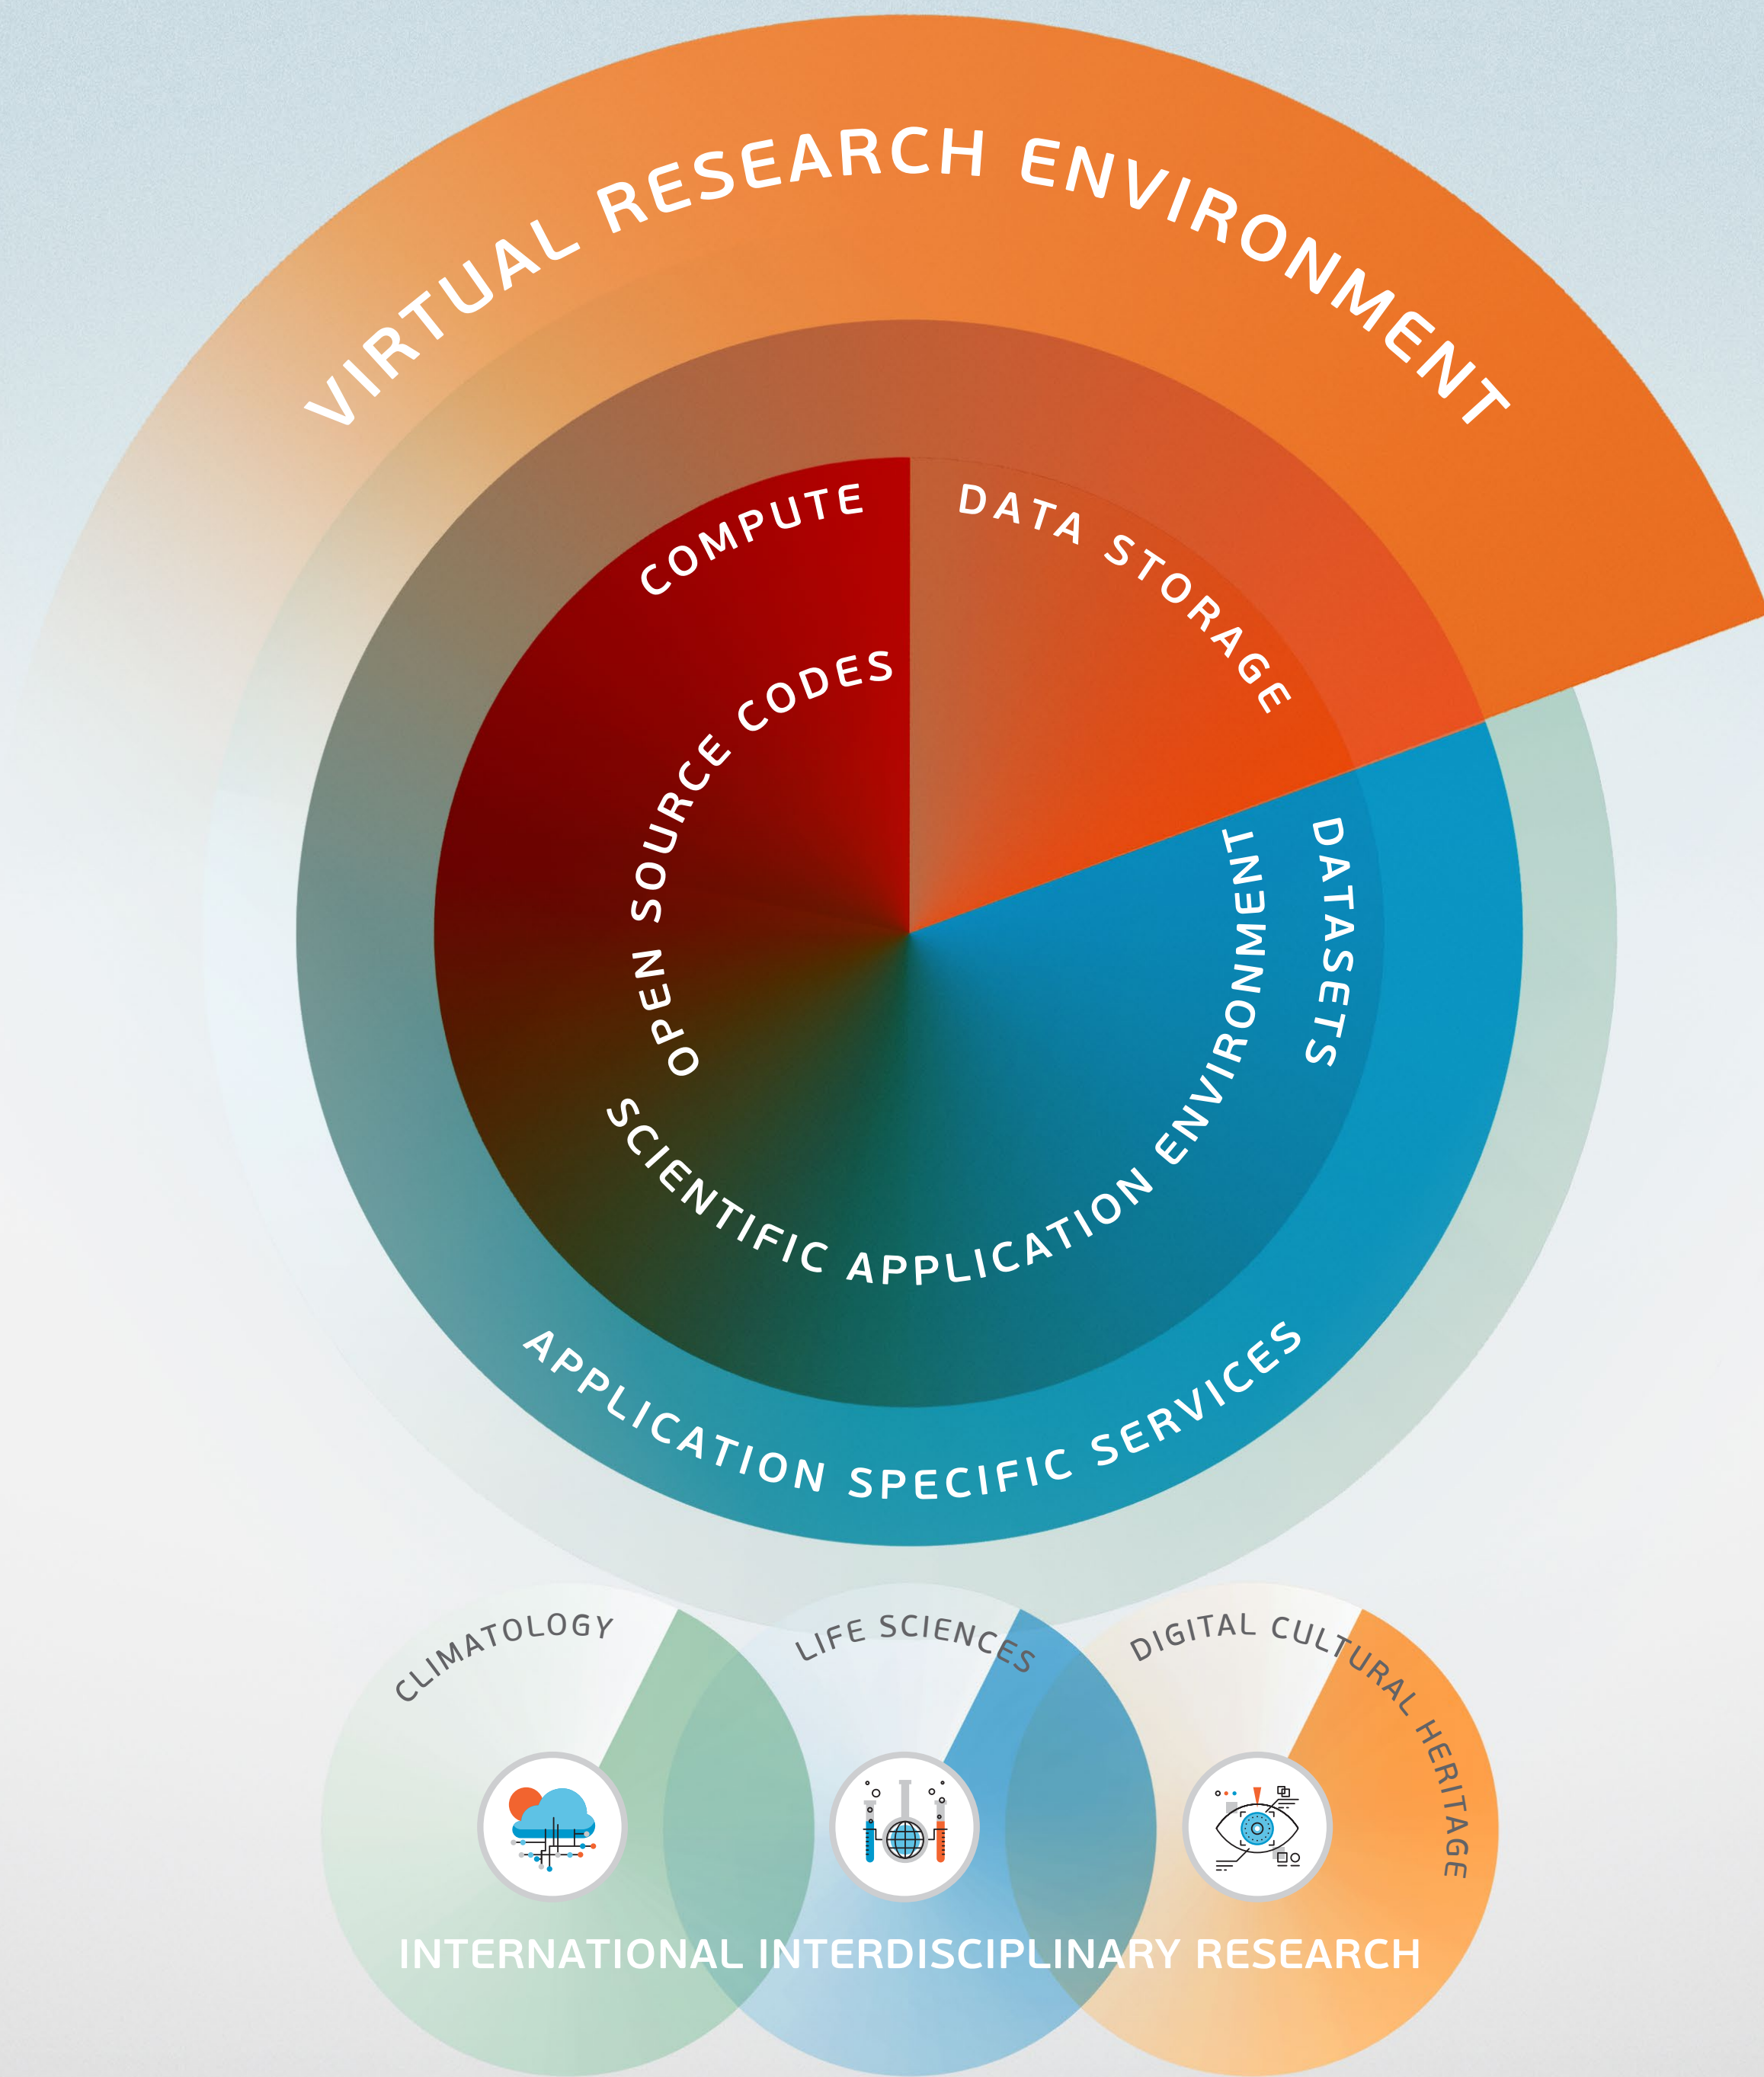 VIRTUAL RESEARCH ENVIRONMENT
COMPUTE
DATA STORAGE
OPEN SOURCE CODES
DATASETS
SCIENTIFIC APPLICATION ENVIRONMENT
APPLICATION SPECIFIC SERVICES
CLIMATOLOGY
LIFE SCIENCES
DIGITAL CULTURAL HERITAGE
INTERNATIONAL INTERDISCIPLINARY RESEARCH